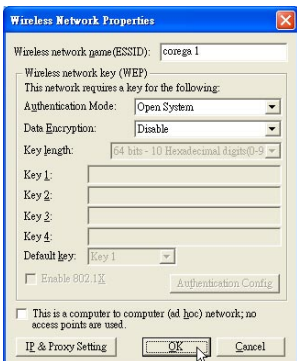 Wireless Network Properties
Wireless network name(ESSID): corega 1
Wireless network key (WEP)
This network requires a key for the following:
Authentication Mode: Open System
Data Encryption: Disable
Key length: 64 bits - 10 Hexadecimal digits(0-9
Key 1:
Key 2:
Key 3:
Key 4:
Default key: Key 1
Enable 802.1X Authentication Config
This is a computer to computer (ad hoc) network; no
access points are used.
IP & Proxy Setting OK Cancel